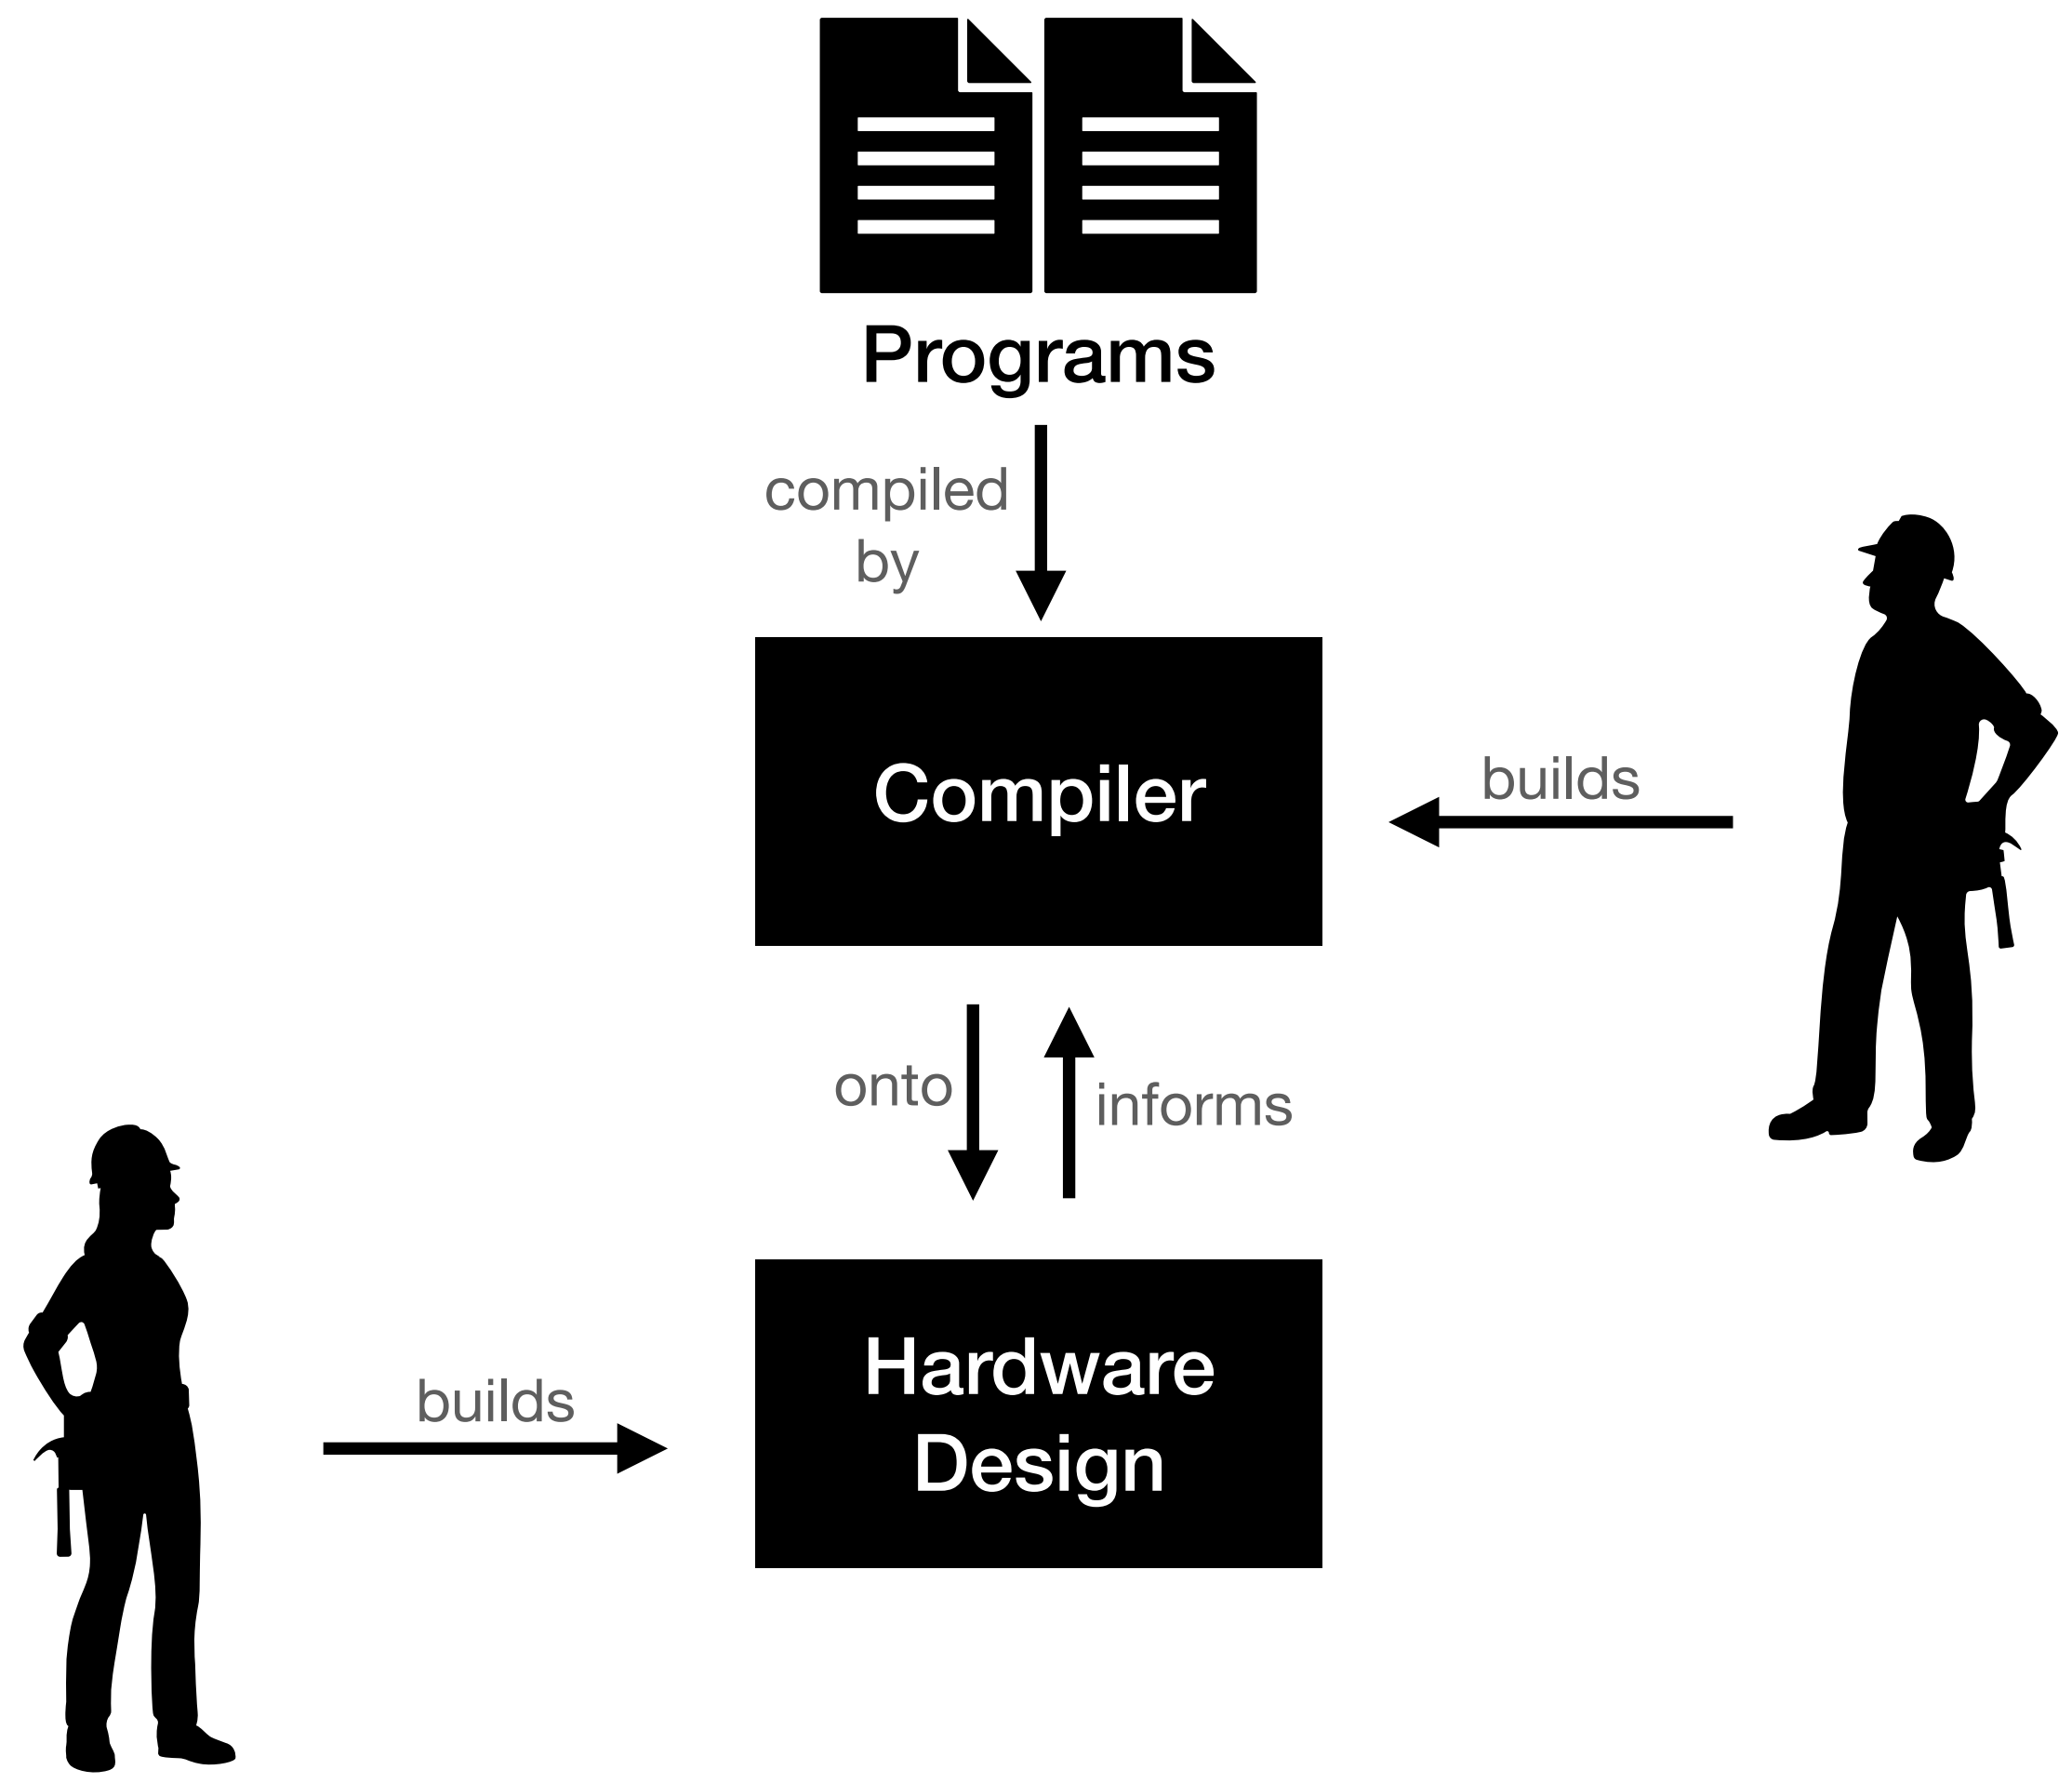 Programs
compiled
by
Compiler
builds
onto
informs
Hardware
Design
builds